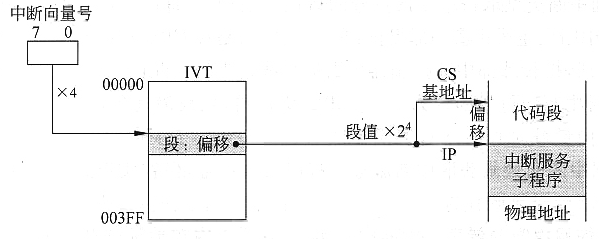 中断向量号
7 0
×4
IVT
00000
段：偏移
003FF
段值 ×2⁴
CS
基地址
偏移
IP
代码段
中断服务
子程序
物理地址